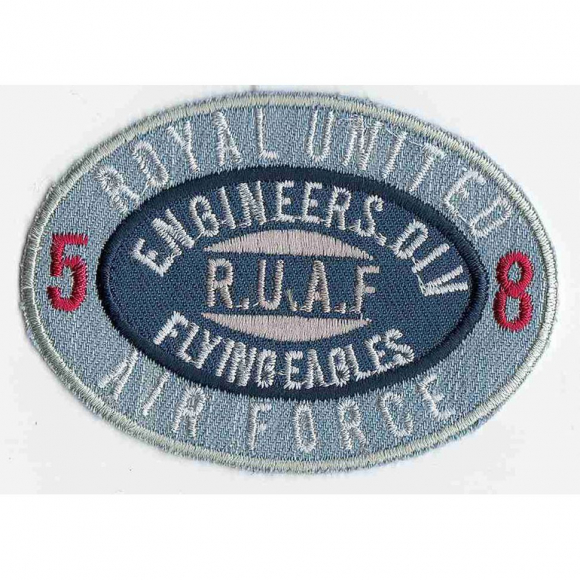 ROYAL UNITED
ENGINEERS.DIV
5 8
R.U.A.F
FLYING EAGLES
AIR FORCE